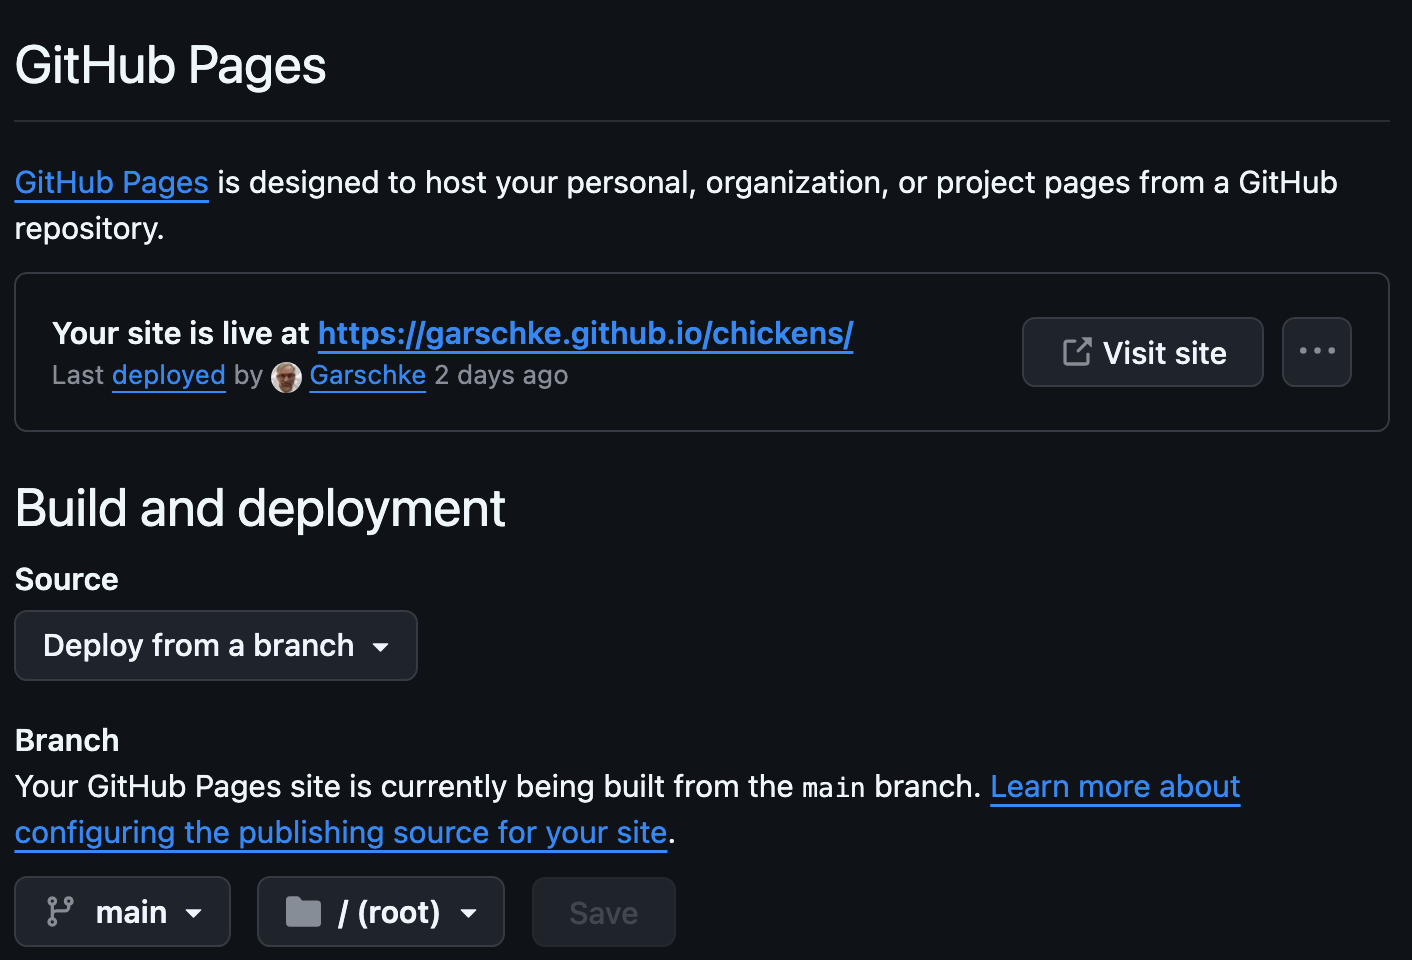 GitHub Pages
GitHub Pages is designed to host your personal, organization, or project pages from a GitHub
repository.
Your site is live at https://garschke.github.io/chickens/
Last deployed by Garschke 2 days ago
Visit site
Build and deployment
Source
Deploy from a branch
Branch
Your GitHub Pages site is currently being built from the main branch. Learn more about
configuring the publishing source for your site.
main
/ (root)
Save